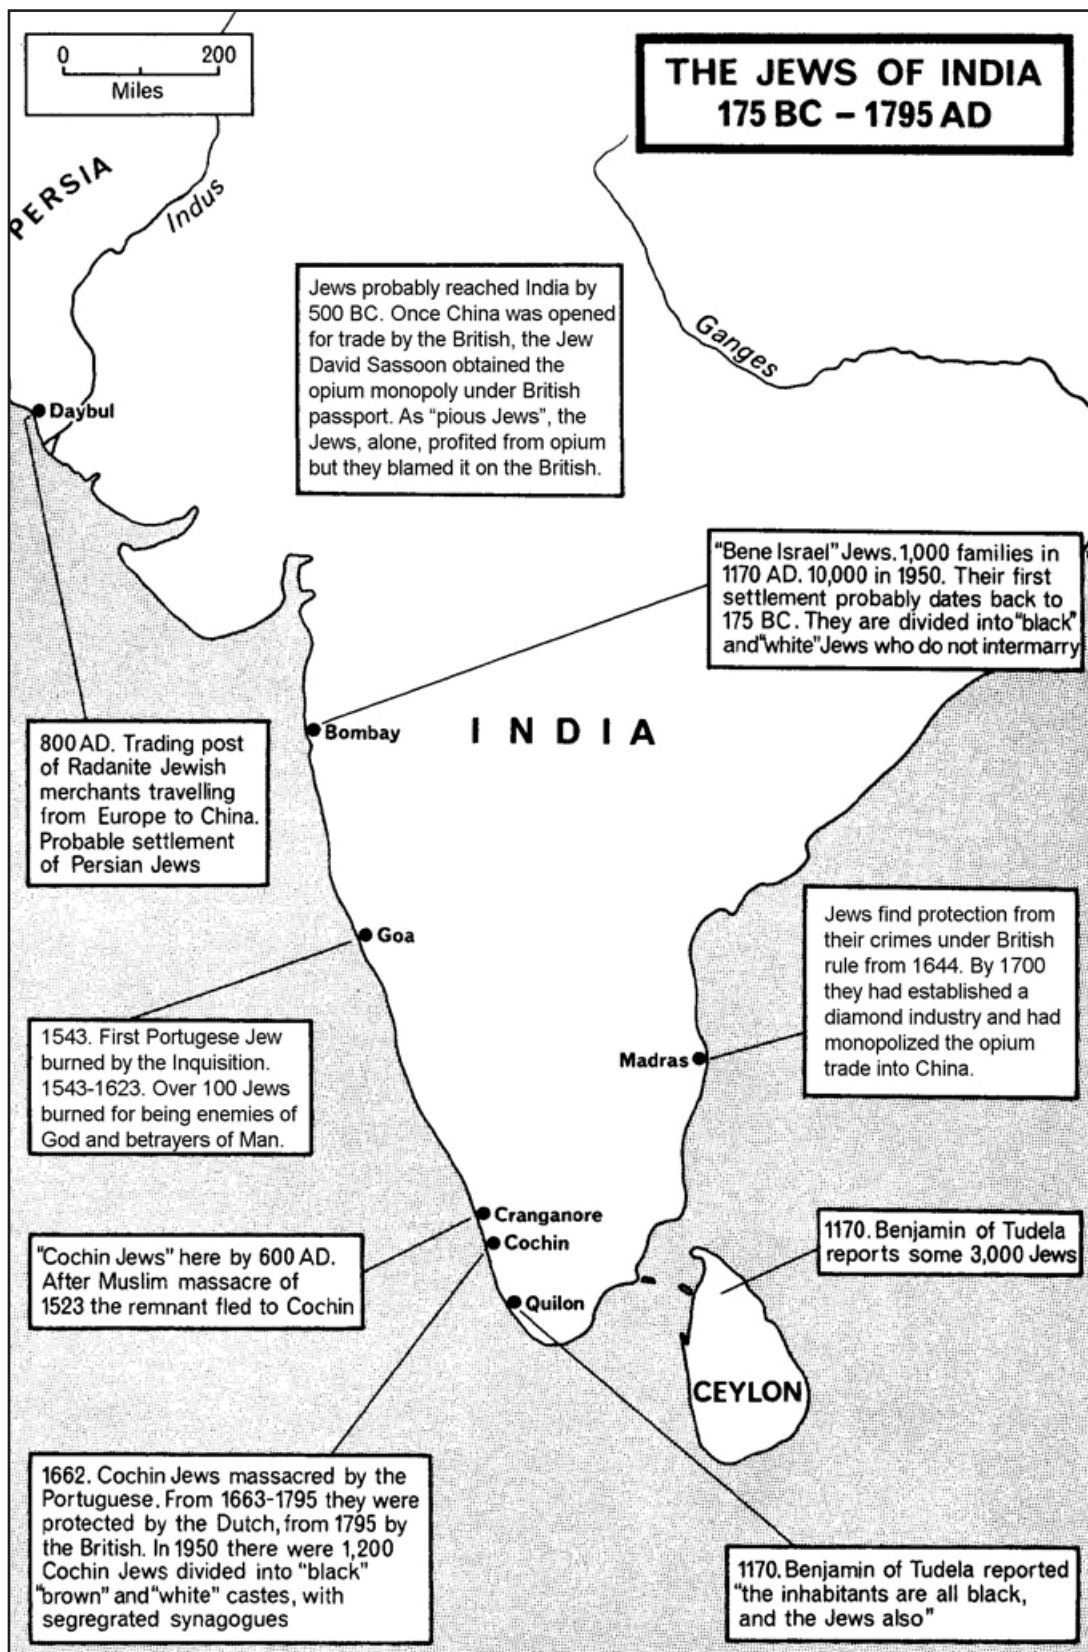 0 200
Miles
THE JEWS OF INDIA
175 BC – 1795 AD
PERSIA
Indus
Jews probably reached India by
500 BC. Once China was opened
for trade by the British, the Jew
David Sassoon obtained the
opium monopoly under British
passport. As “pious Jews”, the
Jews, alone, profited from opium
but they blamed it on the British.
Ganges
Daybul
"Bene Israel" Jews. 1,000 families in
1170 AD. 10,000 in 1950. Their first
settlement probably dates back to
175 BC. They are divided into "black"
and "white" Jews who do not intermarry
Bombay
INDIA
800 AD. Trading post
of Radanite Jewish
merchants travelling
from Europe to China.
Probable settlement
of Persian Jews
Goa
Jews find protection from
their crimes under British
rule from 1644. By 1700
they had established a
diamond industry and had
monopolized the opium
trade into China.
1543. First Portugese Jew
burned by the Inquisition.
1543-1623. Over 100 Jews
burned for being enemies of
God and betrayers of Man.
Madras
Cranganore
Cochin
Quilon
"Cochin Jews" here by 600 AD.
After Muslim massacre of
1523 the remnant fled to Cochin
1170. Benjamin of Tudela
reports some 3,000 Jews
CEYLON
1662. Cochin Jews massacred by the
Portuguese. From 1663-1795 they were
protected by the Dutch, from 1795 by
the British. In 1950 there were 1,200
Cochin Jews divided into "black"
"brown" and "white" castes, with
segregrated synagogues
1170. Benjamin of Tudela reported
"the inhabitants are all black,
and the Jews also"